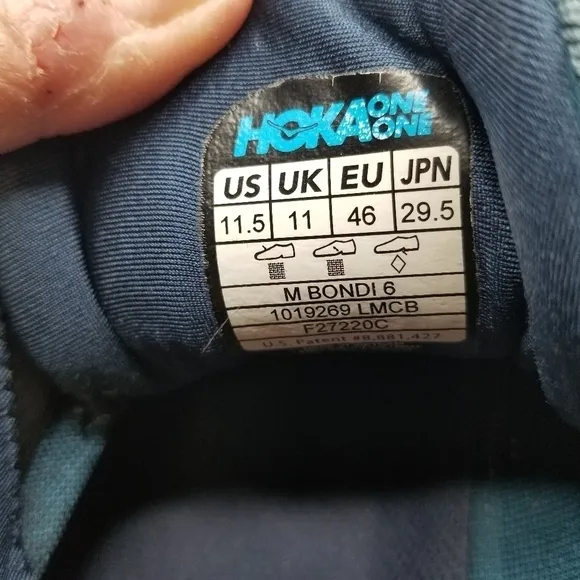 HOKA ONE ONE
US UK EU JPN
11.5 11 46 29.5
M BONDI 6
1019269 LMCB
F27220C
U.S. Patent #8,881,427